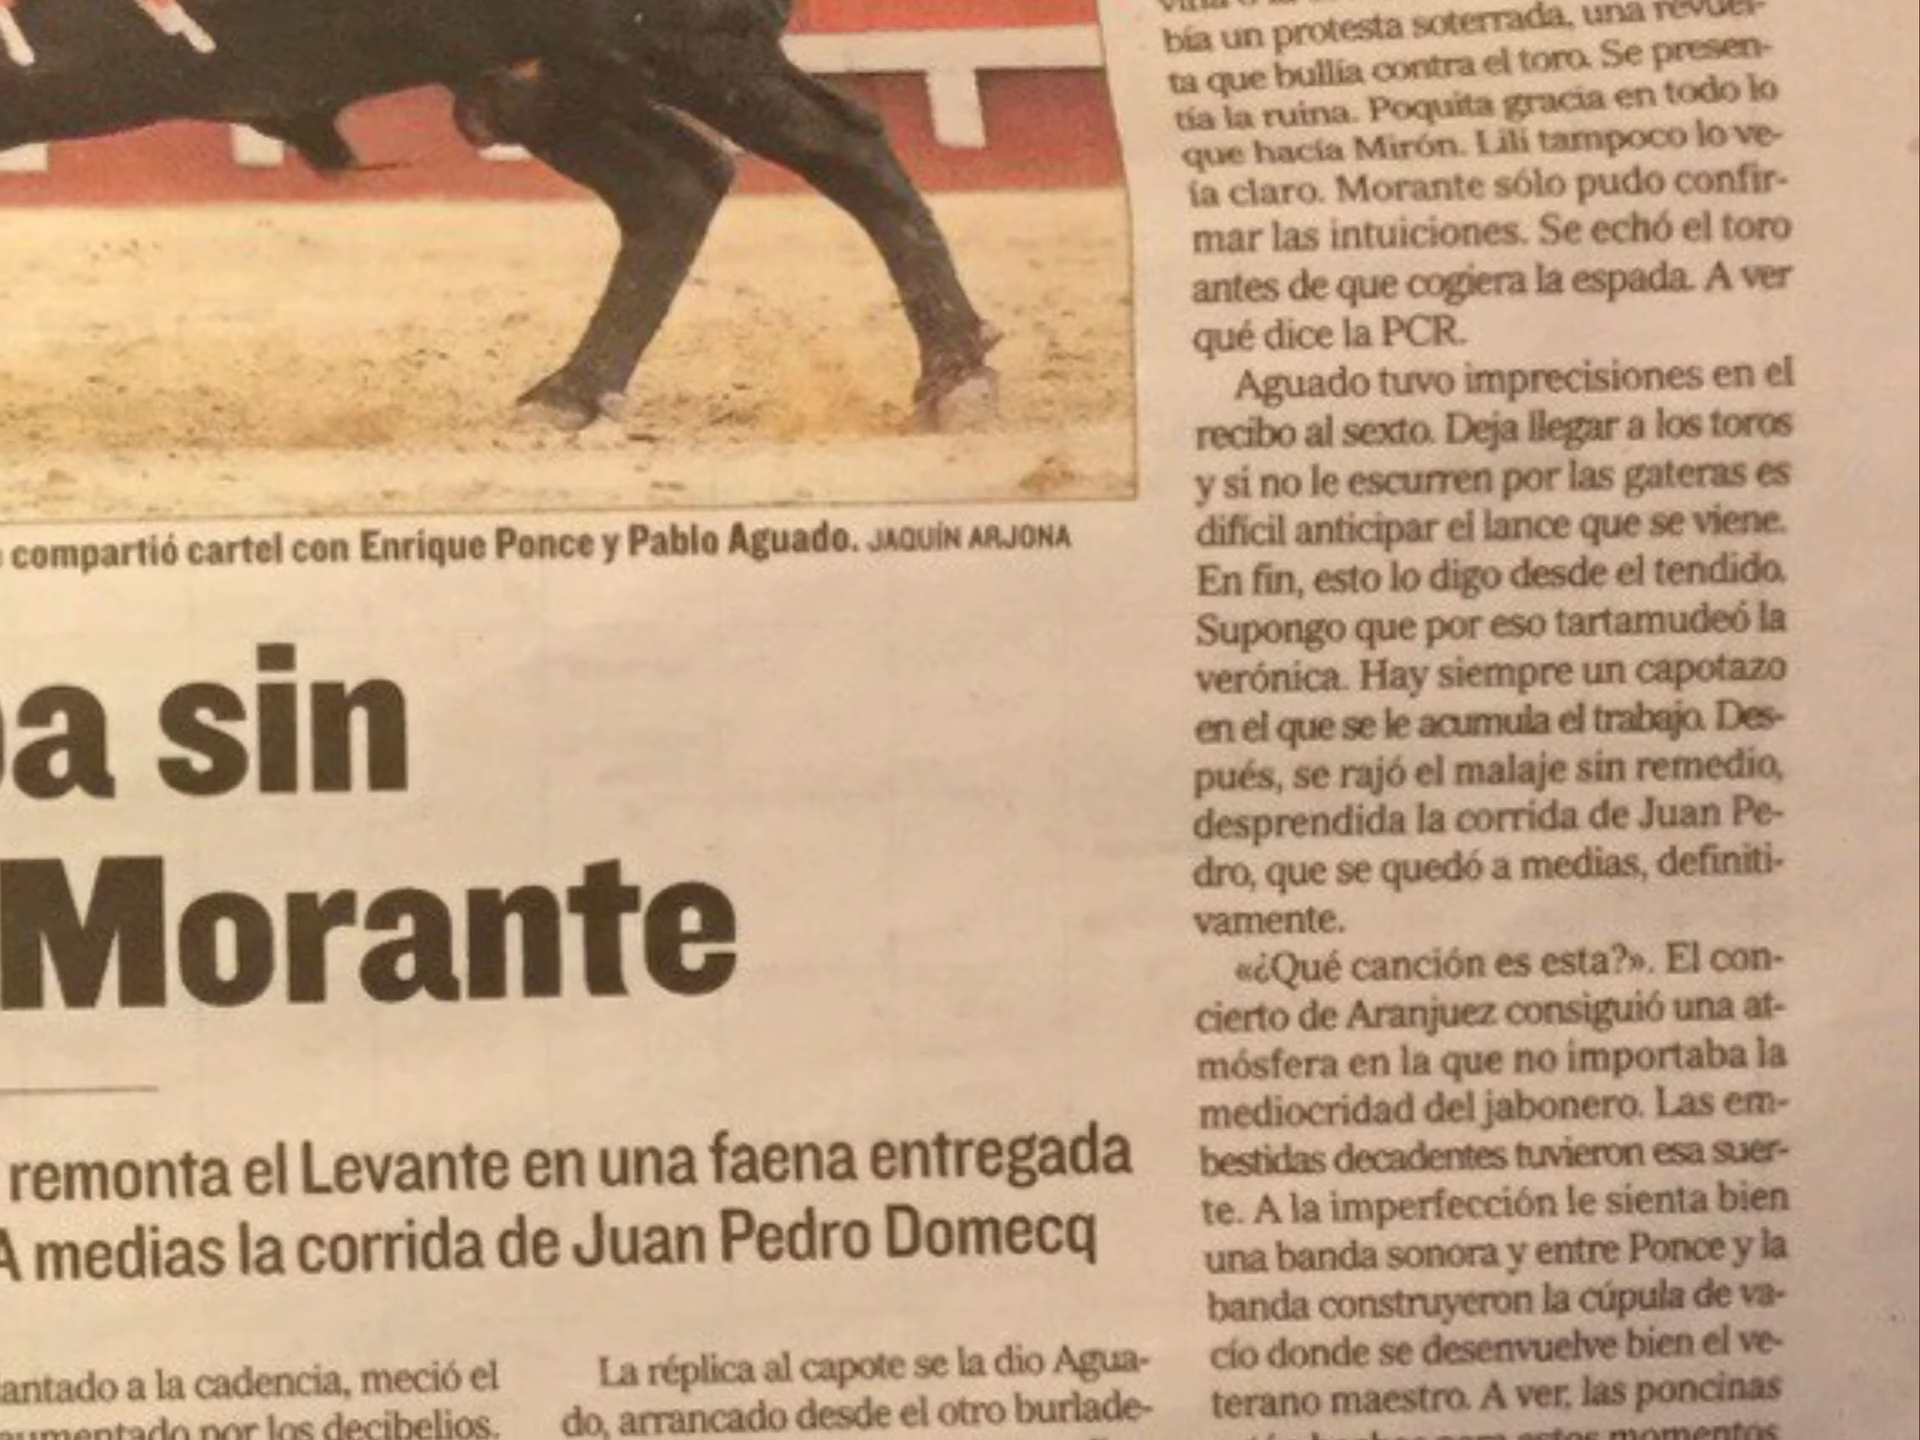 compartió cartel con Enrique Ponce y Pablo Aguado. JAQUÍN ARJONA
sin
Morante
remonta el Levante en una faena entregada
A medias la corrida de Juan Pedro Domecq
antado a la cadencia, meció el
umentado por los decibelios.
La réplica al capote se la dio Agua-
do, arrancado desde el otro burlade-
bía un protesta soterrada, una revuel-
ta que bullía contra el toro. Se presen-
tía la ruina. Poquita gracia en todo lo
que hacía Mirón. Lili tampoco lo ve-
ía claro. Morante sólo pudo confir-
mar las intuiciones. Se echó el toro
antes de que cogiera la espada. A ver
qué dice la PCR.
Aguado tuvo imprecisiones en el
recibo al sexto. Deja llegar a los toros
y si no le escurren por las gateras es
difícil anticipar el lance que se viene.
En fin, esto lo digo desde el tendido.
Supongo que por eso tartamudeó la
verónica. Hay siempre un capotazo
en el que se le acumula el trabajo. Des-
pués, se rajó el malaje sin remedio,
desprendida la corrida de Juan Pe-
dro, que se quedó a medias, definiti-
vamente.
«¿Qué canción es esta?». El con-
cierto de Aranjuez consiguió una at-
mósfera en la que no importaba la
mediocridad del jabonero. Las em-
bestidas decadentes tuvieron esa suer-
te. A la imperfección le sienta bien
una banda sonora y entre Ponce y la
banda construyeron la cúpula de va-
cío donde se desenvuelve bien el ve-
terano maestro. A ver, las poncinas
estos momentos